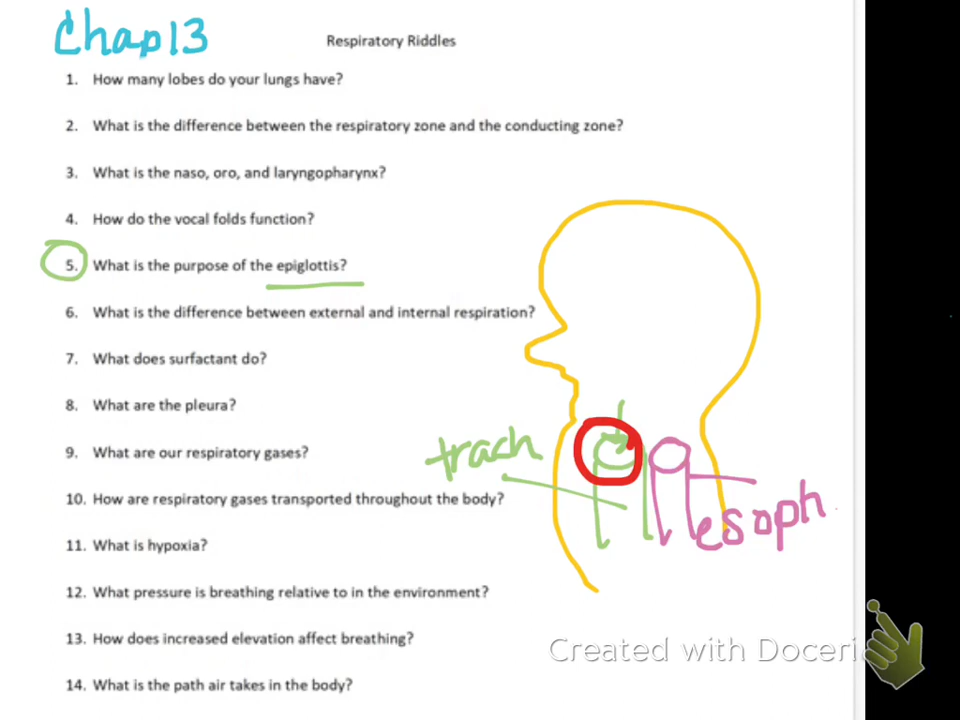 Chap 13
Respiratory Riddles
1. How many lobes do your lungs have?
2. What is the difference between the respiratory zone and the conducting zone?
3. What is the naso, oro, and laryngopharynx?
4. How do the vocal folds function?
5. What is the purpose of the epiglottis?
6. What is the difference between external and internal respiration?
7. What does surfactant do?
8. What are the pleura?
trach
9. What are our respiratory gases?
10. How are respiratory gases transported throughout the body?
esoph
11. What is hypoxia?
12. What pressure is breathing relative to in the environment?
13. How does increased elevation affect breathing?
Created with Doceri
14. What is the path air takes in the body?